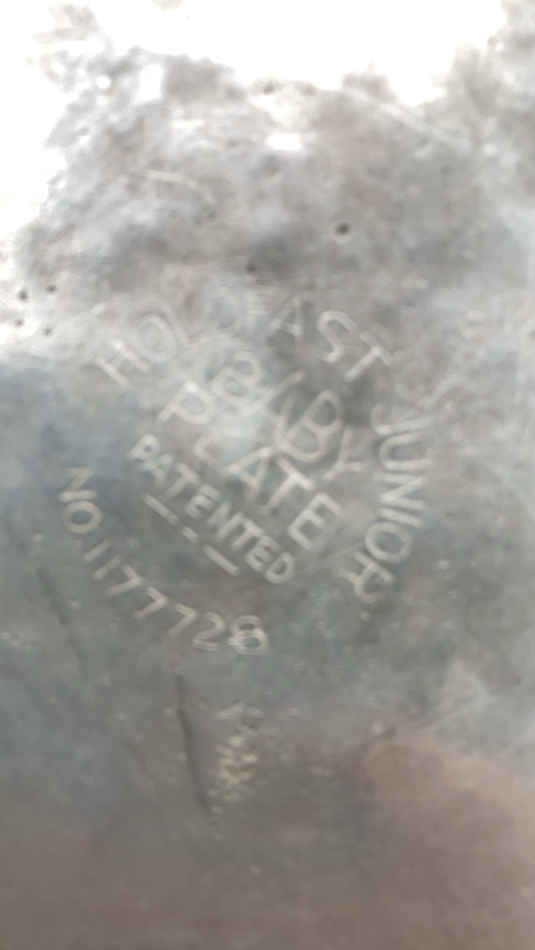 HOLDFAST JUNIOR
BABY
PLATE
PATENTED
NO.1177728